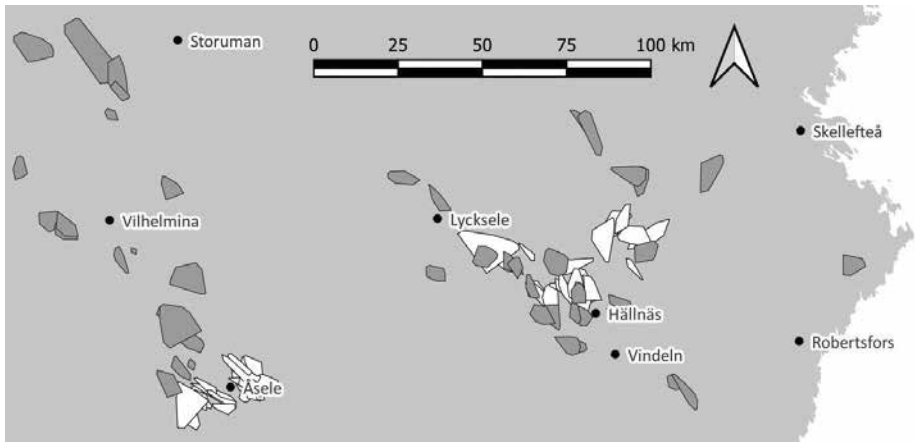 Storuman
0 25 50 75 100 km
Skellefteå
Vilhelmina
Lycksele
Hällnäs
Robertsfors
Vindeln
Åsele